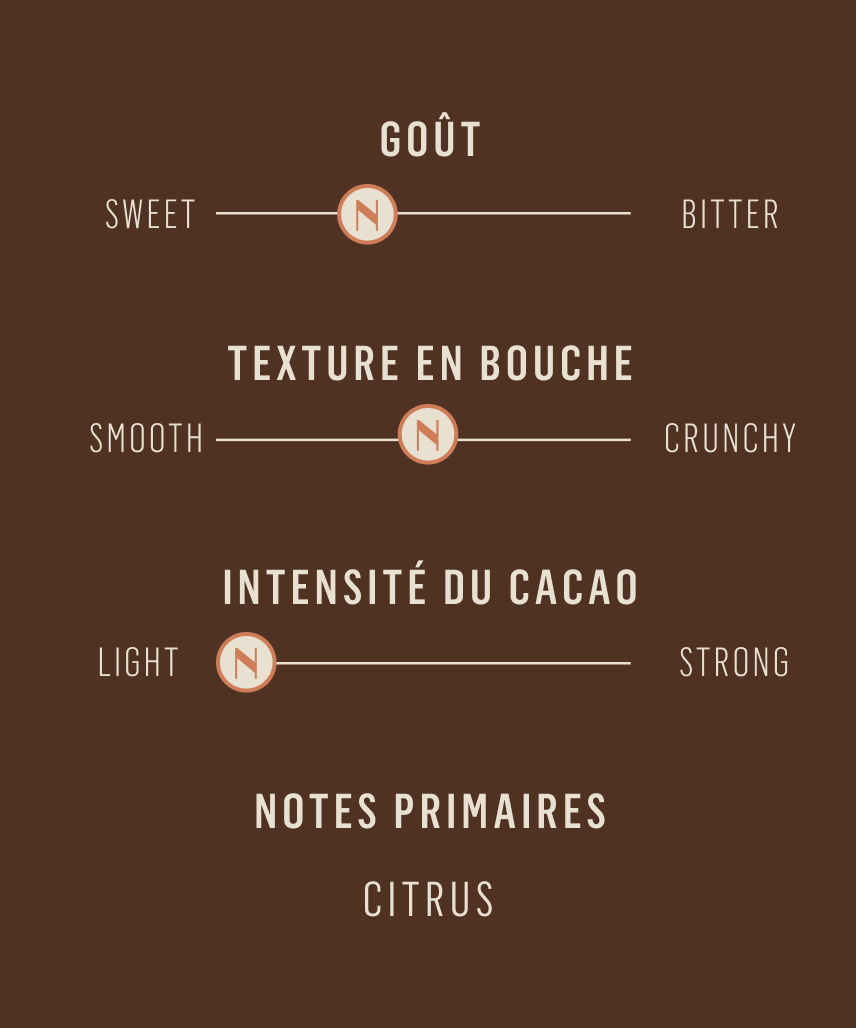 GOÛT
SWEET N BITTER
TEXTURE EN BOUCHE
SMOOTH N CRUNCHY
INTENSITÉ DU CACAO
LIGHT N STRONG
NOTES PRIMAIRES
CITRUS